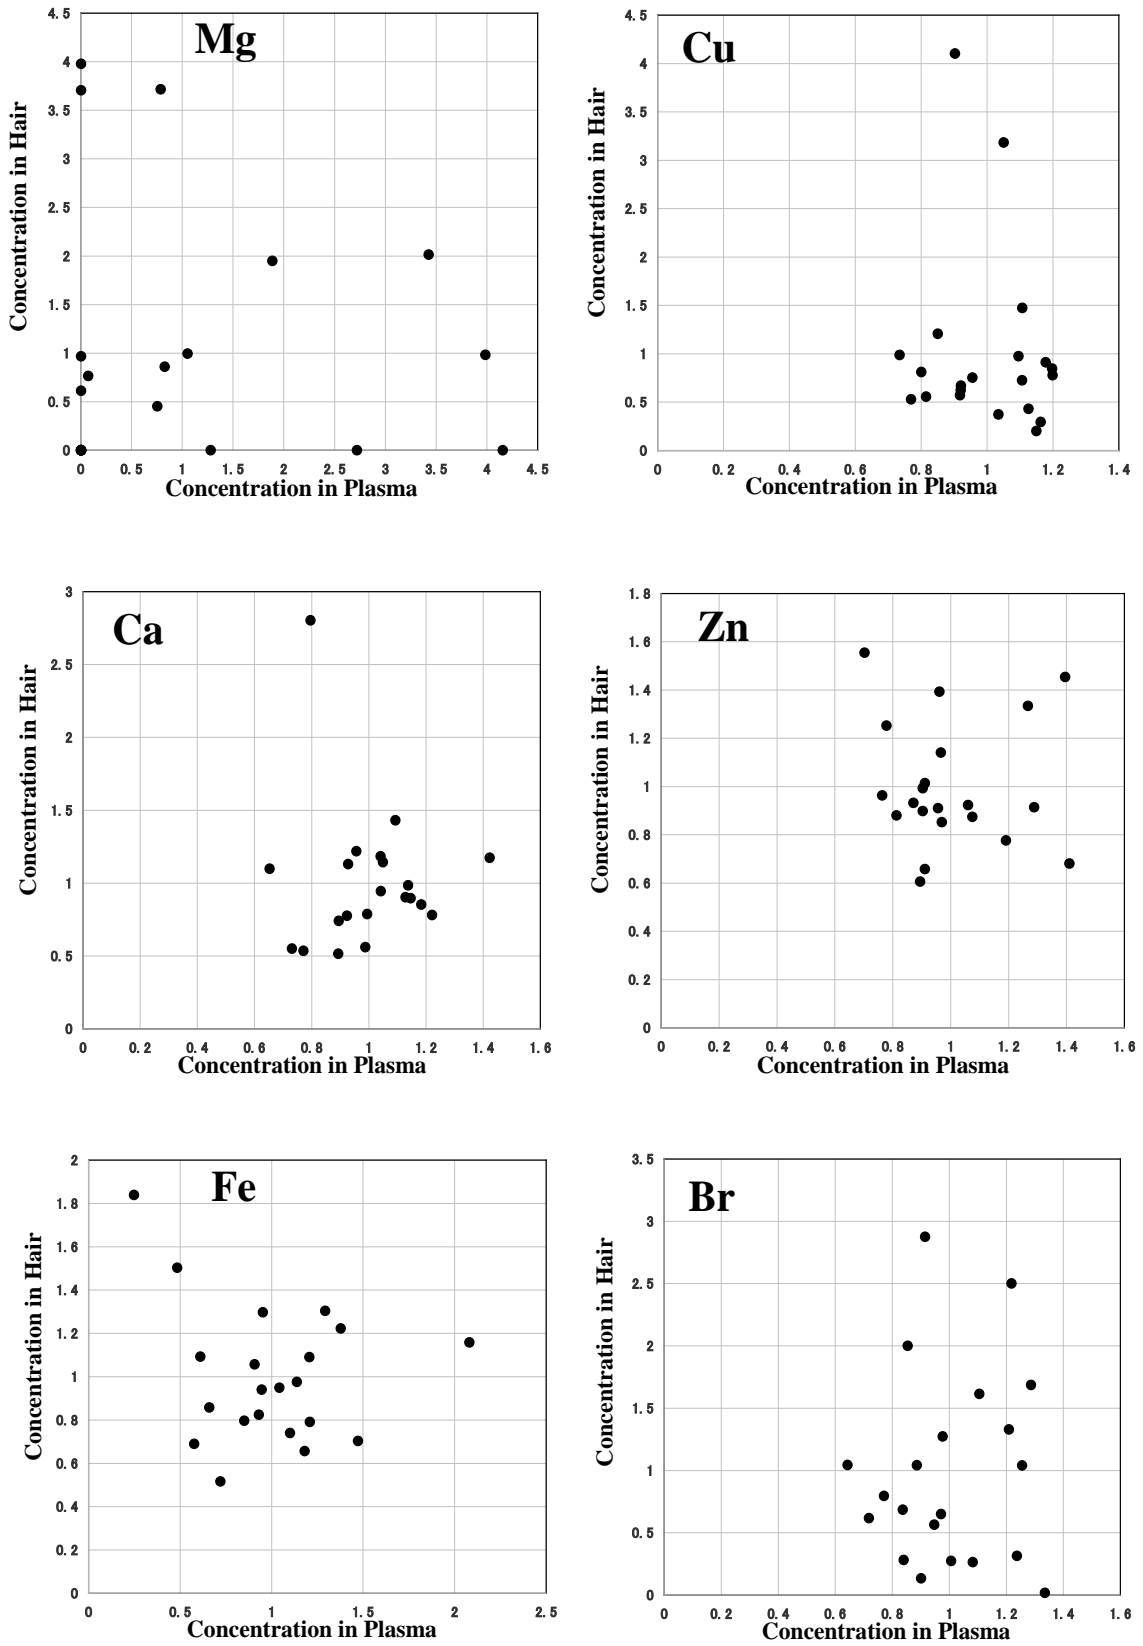 Mg
4.5
4
3.5
3
2.5
2
1.5
1
0.5
0
Concentration in Hair
0 0.5 1 1.5 2 2.5 3 3.5 4 4.5
Concentration in Plasma
Cu
4.5
4
3.5
3
2.5
2
1.5
1
0.5
0
Concentration in Hair
0 0.2 0.4 0.6 0.8 1 1.2 1.4
Concentration in Plasma
Ca
3
2.5
2
1.5
1
0.5
0
Concentration in Hair
0 0.2 0.4 0.6 0.8 1 1.2 1.4 1.6
Concentration in Plasma
Zn
1.8
1.6
1.4
1.2
1
0.8
0.6
0.4
0.2
0
Concentration in Hair
0 0.2 0.4 0.6 0.8 1 1.2 1.4 1.6
Concentration in Plasma
Fe
2
1.8
1.6
1.4
1.2
1
0.8
0.6
0.4
0.2
0
Concentration in Hair
0 0.5 1 1.5 2 2.5
Concentration in Plasma
Br
3.5
3
2.5
2
1.5
1
0.5
0
Concentration in Hair
0 0.2 0.4 0.6 0.8 1 1.2 1.4 1.6
Concentration in Plasma